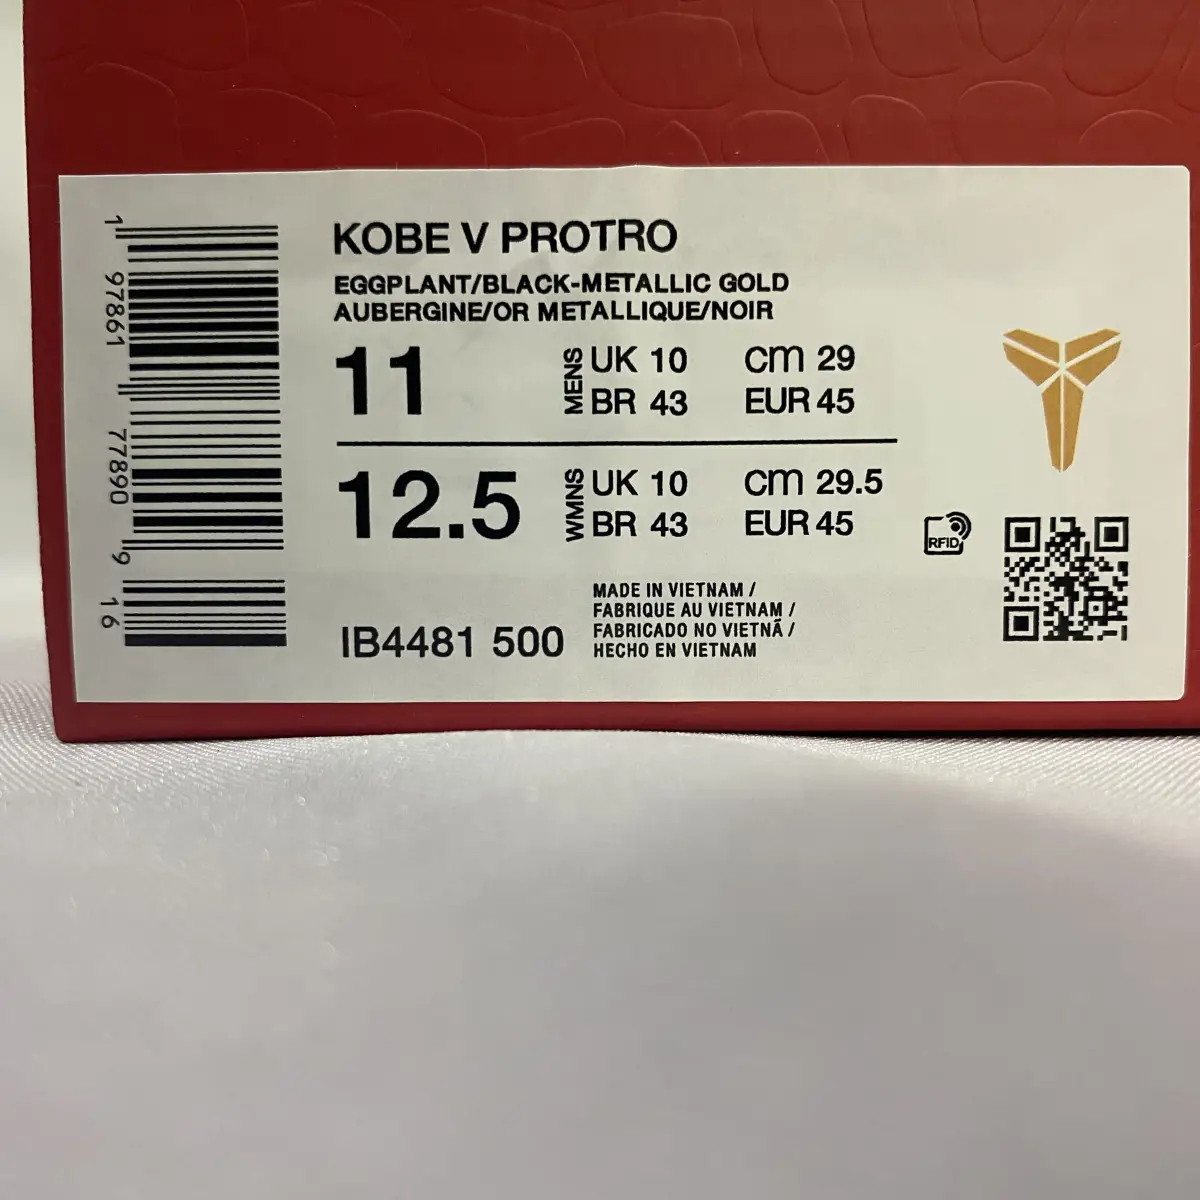 KOBE V PROTRO
EGGPLANT/BLACK-METALLIC GOLD
AUBERGINE/OR METALLIQUE/NOIR
11 MENS UK 10 CM 29
BR 43 EUR 45
12.5 WMNS UK 10 CM 29.5
BR 43 EUR 45
RFID
MADE IN VIETNAM /
FABRIQUE AU VIETNAM /
FABRICADO NO VIETNÃ /
HECHO EN VIETNAM
IB4481 500
1 97861 77890 9 16